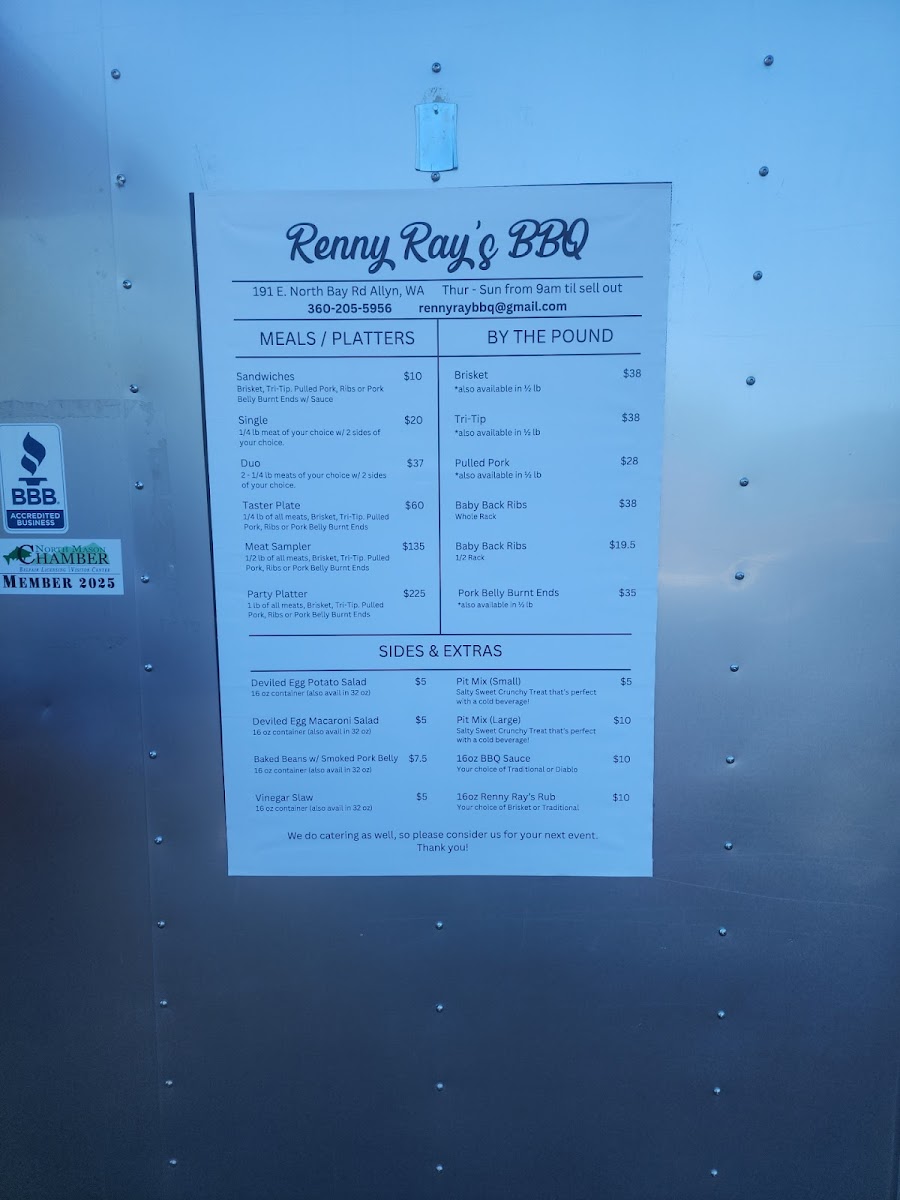 Renny Ray's BBQ
191 E. North Bay Rd Allyn, WA Thur - Sun from 9am til sell out
360-205-5956 rennyraybbq@gmail.com
MEALS / PLATTERS
Sandwiches $10
Brisket, Tri-Tip. Pulled Pork, Ribs or Pork
Belly Burnt Ends w/ Sauce
Single $20
1/4 lb meat of your choice w/ 2 sides of
your choice.
Duo $37
2 - 1/4 lb meats of your choice w/ 2 sides
of your choice.
Taster Plate $60
1/4 lb of all meats, Brisket, Tri-Tip. Pulled
Pork, Ribs or Pork Belly Burnt Ends
Meat Sampler $135
1/2 lb of all meats, Brisket, Tri-Tip. Pulled
Pork, Ribs or Pork Belly Burnt Ends
Party Platter $225
1 lb of all meats, Brisket, Tri-Tip. Pulled
Pork, Ribs or Pork Belly Burnt Ends
BY THE POUND
Brisket $38
*also available in ½ lb
Tri-Tip $38
*also available in ½ lb
Pulled Pork $28
*also available in ½ lb
Baby Back Ribs $38
Whole Rack
Baby Back Ribs $19.5
1/2 Rack
Pork Belly Burnt Ends $35
*also available in ½ lb
SIDES & EXTRAS
Deviled Egg Potato Salad $5
16 oz container (also avail in 32 oz)
Deviled Egg Macaroni Salad $5
16 oz container (also avail in 32 oz)
Baked Beans w/ Smoked Pork Belly $7.5
16 oz container (also avail in 32 oz)
Vinegar Slaw $5
16 oz container (also avail in 32 oz)
Pit Mix (Small) $5
Salty Sweet Crunchy Treat that's perfect
with a cold beverage!
Pit Mix (Large) $10
Salty Sweet Crunchy Treat that's perfect
with a cold beverage!
16oz BBQ Sauce $10
Your choice of Traditional or Diablo
16oz Renny Ray's Rub $10
Your choice of Brisket or Traditional
We do catering as well, so please consider us for your next event.
Thank you!
BBB
ACCREDITED
BUSINESS
NORTH MASON
CHAMBER
Visitor Center
MEMBER 2025